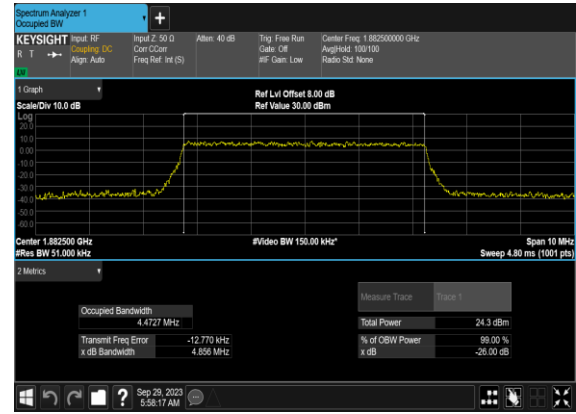 Spectrum Analyzer 1
Occupied BW
KEYSIGHT Input: RF Input Z: 50 Ω Atten: 40 dB Trig: Free Run Center Freq: 1.882500000 GHz
R T Coupling: DC Corr CCorr Gate: Off Avg|Hold: 100/100
Align: Auto Freq Ref: Int (S) #IF Gain: Low Radio Std: None
LXI
1 Graph
Ref Lvl Offset 8.00 dB
Scale/Div 10.0 dB Ref Value 30.00 dBm
Log
20.0
10.0
0.00
-10.0
-20.0
-30.0
-40.0
-50.0
-60.0
Center 1.882500 GHz #Video BW 150.00 kHz* Span 10 MHz
#Res BW 51.000 kHz Sweep 4.80 ms (1001 pts)
2 Metrics
Measure Trace Trace 1
Occupied Bandwidth
4.4727 MHz
Total Power 24.3 dBm
Transmit Freq Error -12.770 kHz % of OBW Power 99.00 %
x dB Bandwidth 4.856 MHz x dB -26.00 dB
? Sep 29, 2023
5:58:17 AM